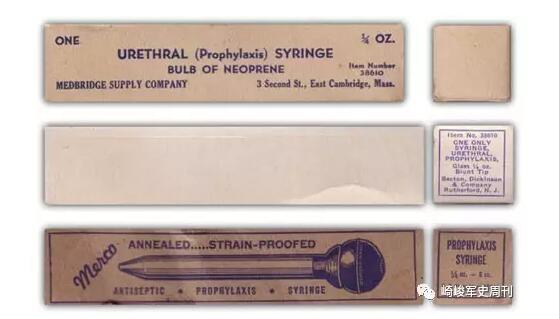 ONE ¼ OZ.
URETHRAL (Prophylaxis) SYRINGE
BULB OF NEOPRENE
Item Number
38610
MEDBRIDGE SUPPLY COMPANY 3 Second St., East Cambridge, Mass.
Item No. 38610
ONE ONLY
SYRINGE,
URETHRAL,
PROPHYLAXIS,
Glass ¼ oz.
Blunt Tip
Becton, Dickinson
& Company
Rutherford, N. J.
Merco
ANNEALED.....STRAIN-PROOFED
ANTISEPTIC • PROPHYLAXIS • SYRINGE
PROPHYLAXIS
SYRINGE
崎峻军史周刊